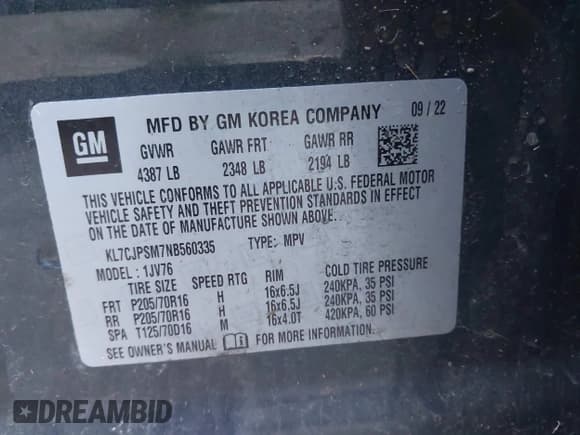 GM
MFD BY GM KOREA COMPANY 09 / 22
GVWR GAWR FRT GAWR RR
4387 LB 2348 LB 2194 LB
THIS VEHICLE CONFORMS TO ALL APPLICABLE U.S. FEDERAL MOTOR
VEHICLE SAFETY AND THEFT PREVENTION STANDARDS IN EFFECT
ON THE DATE OF MANUFACTURE SHOWN ABOVE.
KL7CJPSM7NB560335 TYPE: MPV
MODEL: 1JV76
TIRE SIZE SPEED RTG RIM COLD TIRE PRESSURE
FRT P205/70R16 H 16x6.5J 240KPA, 35 PSI
RR P205/70R16 H 16x6.5J 240KPA, 35 PSI
SPA T125/70D16 M 16x4.0T 420KPA, 60 PSI
SEE OWNER'S MANUAL FOR MORE INFORMATION.
DREAMBID